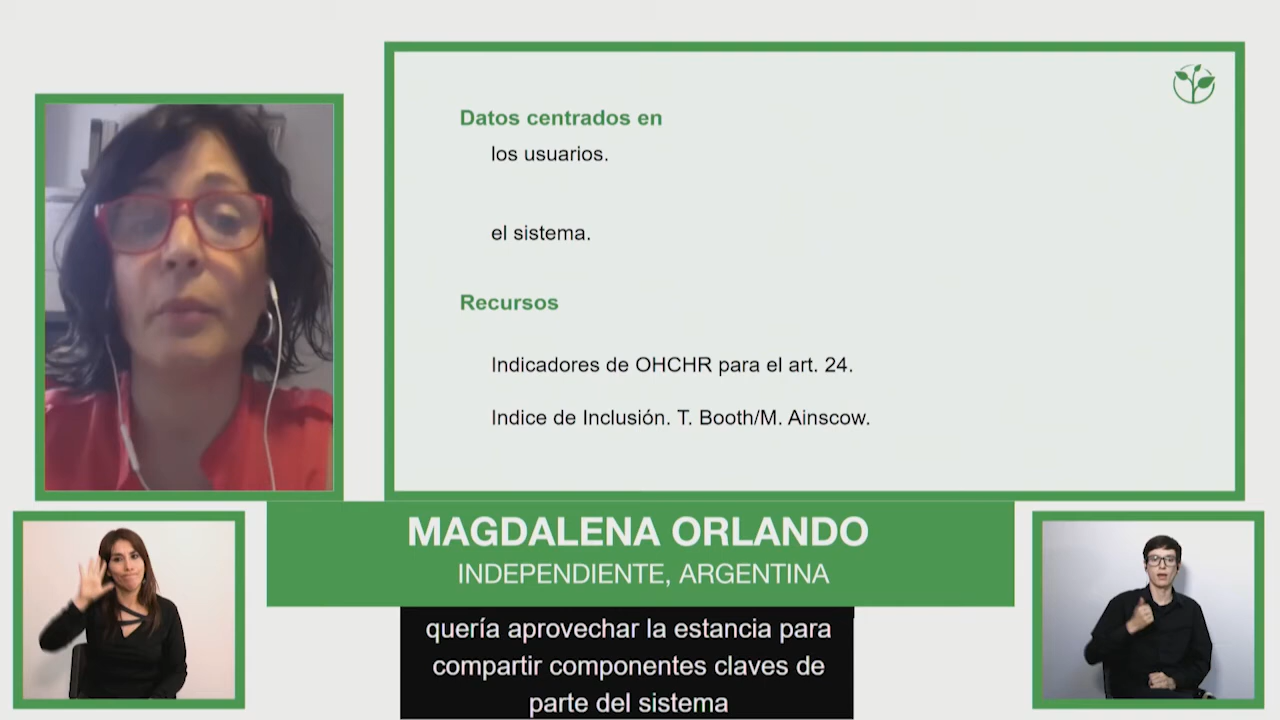 Datos centrados en
los usuarios.
el sistema.
Recursos
Indicadores de OHCHR para el art. 24.
Indice de Inclusión. T. Booth/M. Ainscow.
MAGDALENA ORLANDO
INDEPENDIENTE, ARGENTINA
quería aprovechar la estancia para
compartir componentes claves de
parte del sistema